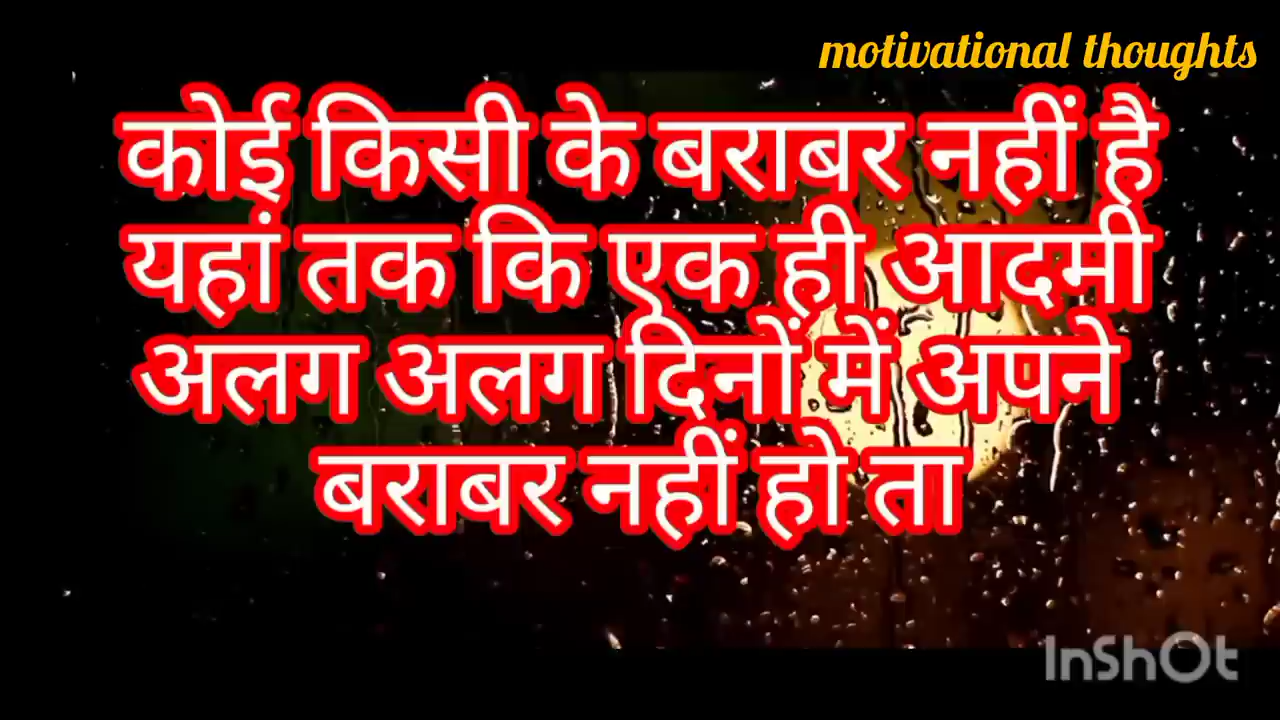 motivational thoughts
कोई किसी के बराबर नहीं है
यहां तक कि एक ही आदमी
अलग अलग दिनों में अपने
बराबर नहीं हो ता
InShOt